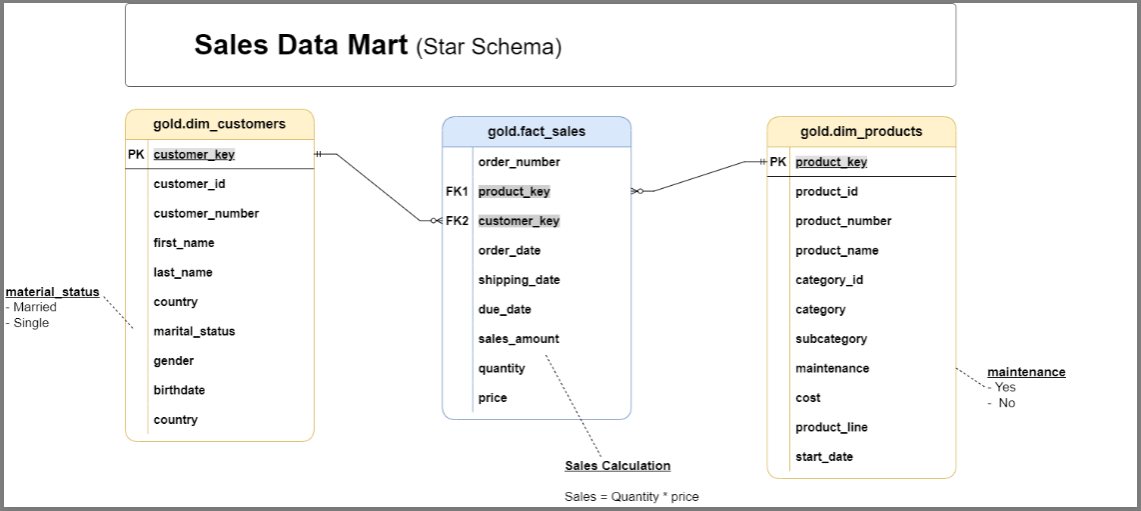 Sales Data Mart (Star Schema)
gold.dim_customers
PK customer_key
customer_id
customer_number
first_name
last_name
country
marital_status
gender
birthdate
country
material_status
- Married
- Single
gold.fact_sales
order_number
FK1 product_key
FK2 customer_key
order_date
shipping_date
due_date
sales_amount
quantity
price
Sales Calculation
Sales = Quantity * price
gold.dim_products
PK product_key
product_id
product_number
product_name
category_id
category
subcategory
maintenance
cost
product_line
start_date
maintenance
- Yes
- No